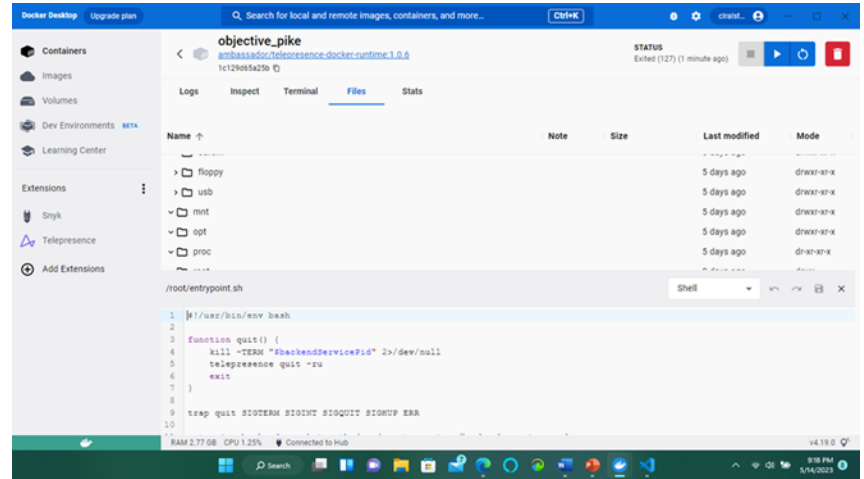 Docker Desktop Upgrade plan Search for local and remote images, containers, and more... Ctrl+K
Containers
Images
Volumes
Dev Environments BETA
Learning Center
Extensions
Snyk
Telepresence
Add Extensions
objective_pike
ambassador/telepresence-docker-runtime:1.0.6
1c129d65a25b
STATUS
Exited (127) (1 minute ago)
Logs Inspect Terminal Files Stats
Name Note Size Last modified Mode
floppy 5 days ago drwxr-xr-x
usb 5 days ago drwxr-xr-x
mnt 5 days ago drwxr-xr-x
opt 5 days ago drwxr-xr-x
proc 5 days ago dr-xr-xr-x
/root/entrypoint.sh Shell
1 #!/usr/bin/env bash
2
3 function quit() {
4 kill -TERM "$backendServicePid" 2>/dev/null
5 telepresence quit -ru
6 exit
7 }
8
9 trap quit SIGTERM SIGINT SIGQUIT SIGHUP ERR
10
RAM 2.77 GB CPU 1.25% Connected to Hub v4.19.0
Search 9:18 PM
5/14/2023